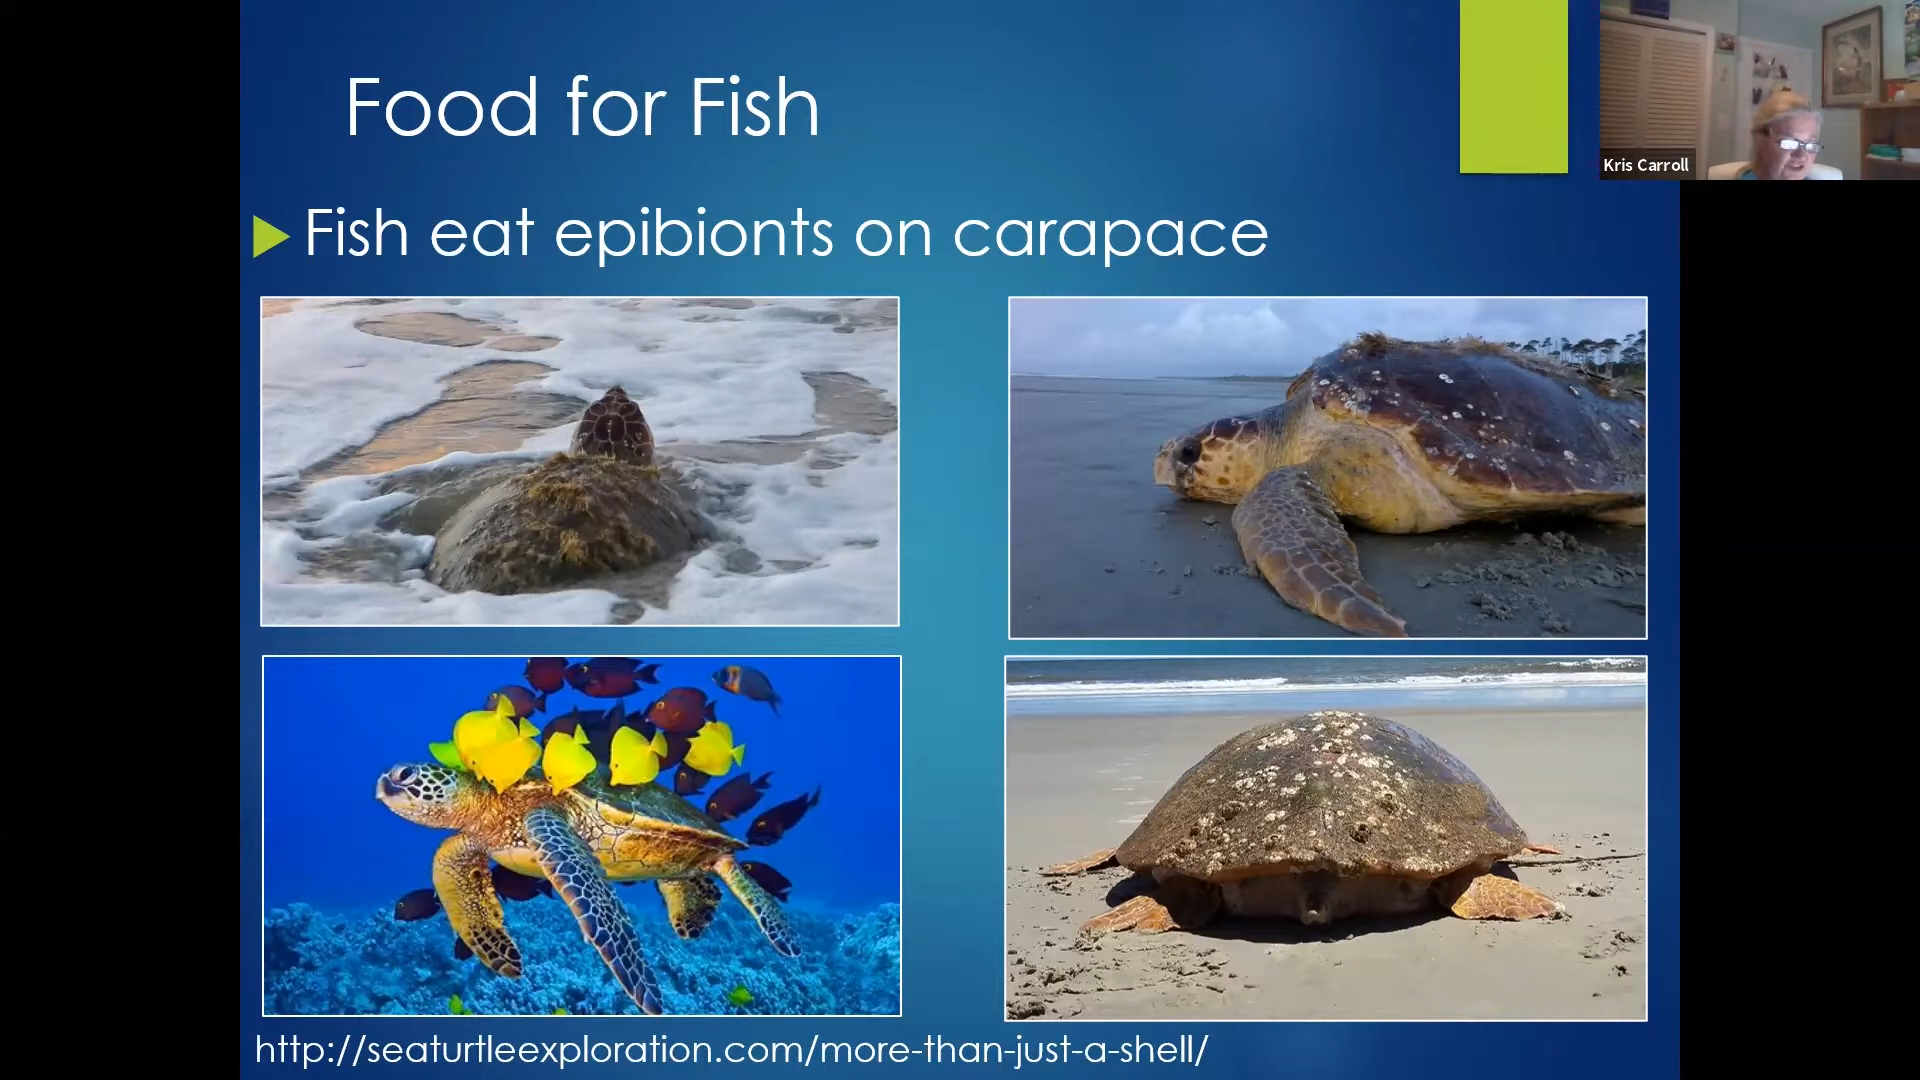 Food for Fish
Kris Carroll
Fish eat epibionts on carapace
http://seaturtleexploration.com/more-than-just-a-shell/